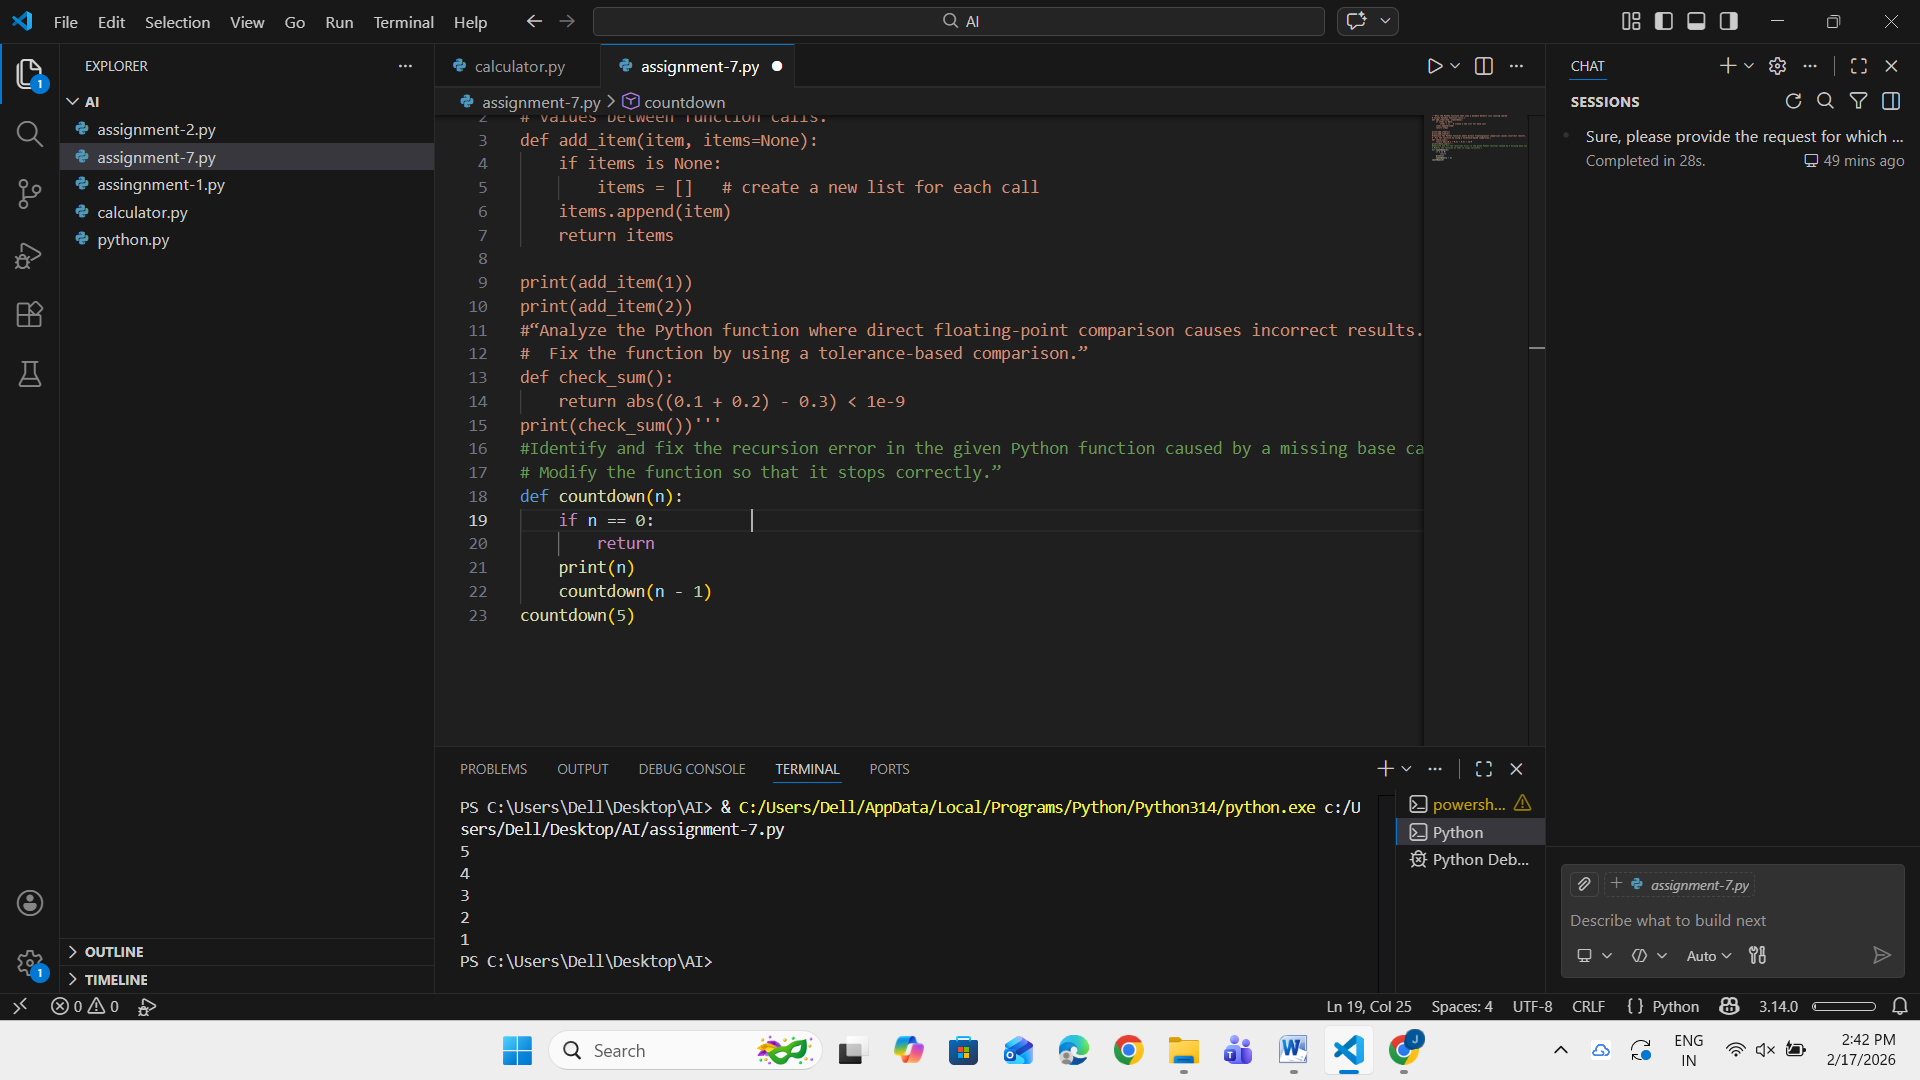 File Edit Selection View Go Run Terminal Help
AI
EXPLORER
AI
assignment-2.py
assignment-7.py
assingnment-1.py
calculator.py
python.py
OUTLINE
TIMELINE
calculator.py
assignment-7.py
assignment-7.py > countdown
2 # values between function calls.
3 def add_item(item, items=None):
4 if items is None:
5 items = [] # create a new list for each call
6 items.append(item)
7 return items
8
9 print(add_item(1))
10 print(add_item(2))
11 #“Analyze the Python function where direct floating-point comparison causes incorrect results.
12 # Fix the function by using a tolerance-based comparison.”
13 def check_sum():
14 return abs((0.1 + 0.2) - 0.3) < 1e-9
15 print(check_sum())'''
16 #Identify and fix the recursion error in the given Python function caused by a missing base ca
17 # Modify the function so that it stops correctly.”
18 def countdown(n):
19 if n == 0:
20 return
21 print(n)
22 countdown(n - 1)
23 countdown(5)
PROBLEMS OUTPUT DEBUG CONSOLE TERMINAL PORTS
PS C:\Users\Dell\Desktop\AI> & C:/Users/Dell/AppData/Local/Programs/Python/Python314/python.exe c:/U
sers/Dell/Desktop/AI/assignment-7.py
5
4
3
2
1
PS C:\Users\Dell\Desktop\AI>
powersh...
Python
Python Deb...
CHAT
SESSIONS
Sure, please provide the request for which ...
Completed in 28s. 49 mins ago
assignment-7.py
Describe what to build next
Auto
1
1
0 0
Ln 19, Col 25 Spaces: 4 UTF-8 CRLF { } Python 3.14.0
Search
J
ENG
IN
2:42 PM
2/17/2026